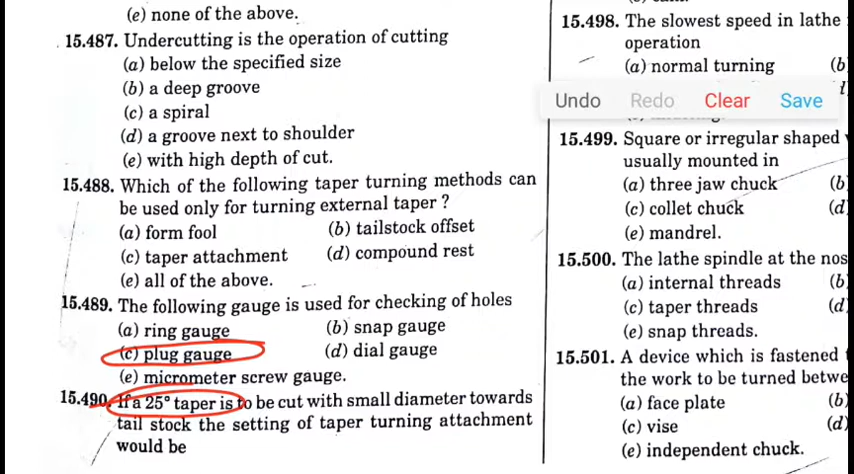 (e) none of the above.
15.487. Undercutting is the operation of cutting
(a) below the specified size
(b) a deep groove
(c) a spiral
(d) a groove next to shoulder
(e) with high depth of cut.
15.488. Which of the following taper turning methods can
be used only for turning external taper ?
(a) form fool
(b) tailstock offset
(c) taper attachment
(d) compound rest
(e) all of the above.
15.489. The following gauge is used for checking of holes
(a) ring gauge
(b) snap gauge
(c) plug gauge
(d) dial gauge
(e) micrometer screw gauge.
15.490. If a 25° taper is to be cut with small diameter towards
tail stock the setting of taper turning attachment
would be
15.498. The slowest speed in lathe
operation
(a) normal turning
(b)
Undo Redo Clear Save
15.499. Square or irregular shaped
usually mounted in
(a) three jaw chuck
(b)
(c) collet chuck
(d)
(e) mandrel.
15.500. The lathe spindle at the nos
(a) internal threads
(b)
(c) taper threads
(d)
(e) snap threads.
15.501. A device which is fastened
the work to be turned betwe
(a) face plate
(b)
(c) vise
(d)
(e) independent chuck.